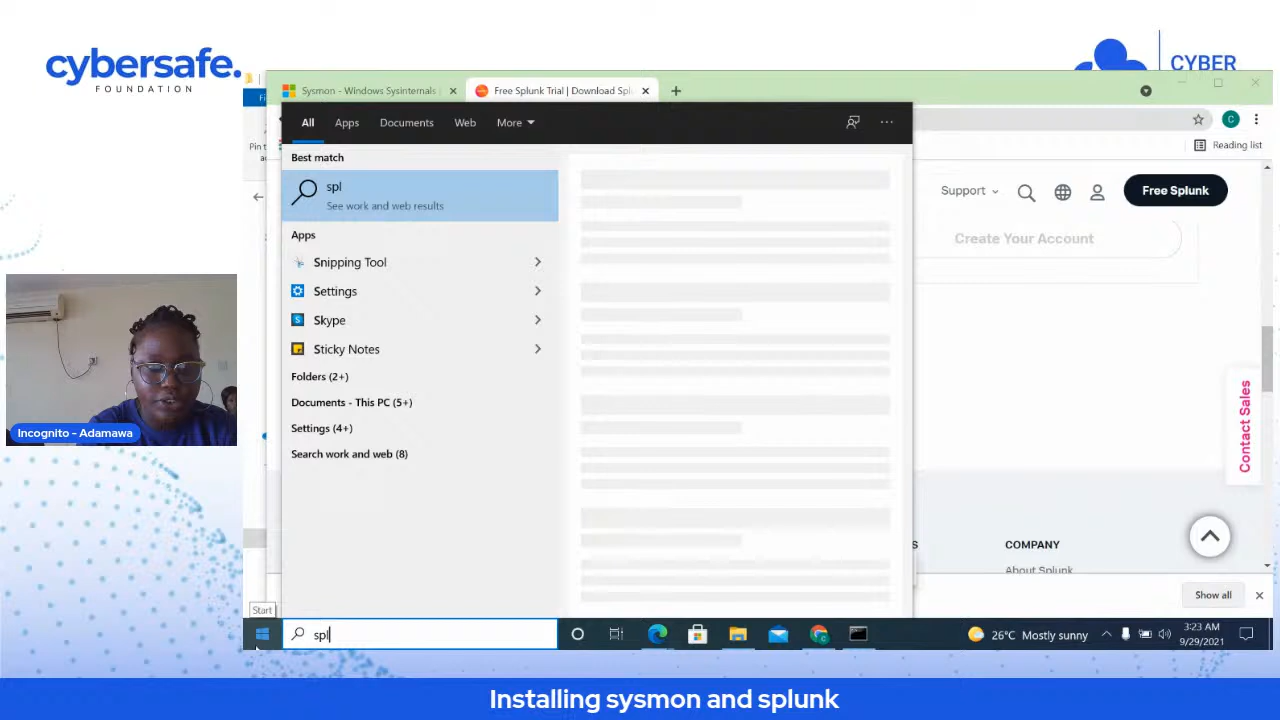 cybersafe.
FOUNDATION
CYBER
Sysmon - Windows Sysinternals
Free Splunk Trial | Download Spl
Fi
All
Apps
Documents
Web
More
Reading list
Pin t
Best match
spl
See work and web results
Support
Free Splunk
Create Your Account
Apps
Snipping Tool
Settings
Skype
Sticky Notes
Folders (2+)
Documents - This PC (5+)
Settings (4+)
Search work and web (8)
Contact Sales
Incognito - Adamawa
S
COMPANY
About Splunk
Show all
Start
spl
26°C Mostly sunny
3:23 AM
9/29/2021
Installing sysmon and splunk